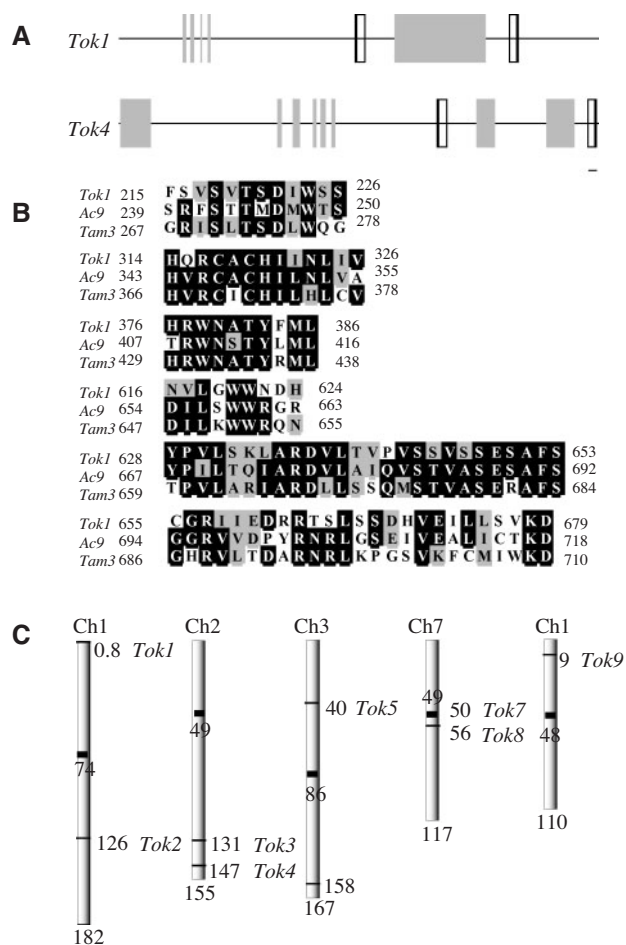 A
Tok1
Tok4
B
Tok1 215 F S V S V T S D I W S S 226
Ac9 239 S R F S T T M D M W T S 250
Tam3 267 G R I S L T S D L W Q G 278
Tok1 314 H Q R C A C H I I N L I V 326
Ac9 343 H V R C A C H I L N L V A 355
Tam3 366 H V R C I C H I L H L C V 378
Tok1 376 H R W N A T Y F M L 386
Ac9 407 T R W N S T Y L M L 416
Tam3 429 H R W N A T Y R M L 438
Tok1 616 N V L G W W N D H 624
Ac9 654 D I L S W W R G R 663
Tam3 647 D I L K W W R Q N 655
Tok1 628 Y P V L S K L A R D V L T V P V S S V S S E S A F S 653
Ac9 667 Y P I L T Q I A R D V L A I Q V S T V A S E S A F S 692
Tam3 659 T P V L A R I A R D L L S S Q M S T V A S E R A F S 684
Tok1 655 C G R I I E D R R T S L S S D H V E I L L S V K D 679
Ac9 694 G G R V V D P Y R N R L G S E I V E A L I C T K D 718
Tam3 686 G H R V L T D A R N R L K P G S V K F C M I W K D 710
C
Ch1 Ch2 Ch3 Ch7 Ch1
0.8 Tok1
9 Tok9
40 Tok5
49
50 Tok7
49
56 Tok8
48
74
86
117
110
126 Tok2
131 Tok3
147 Tok4
158
155
167
182